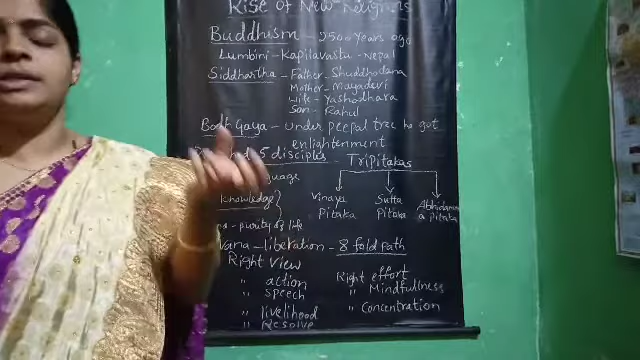 Rise of New Religions
Buddhism - 2500 years ago
Lumbini - Kapilavastu - Nepal
Siddhartha - Father - Shuddhodana
Mother - Mayadevi
Wife - Yashodhara
Son - Rahul
Bodh Gaya - under peepal tree he got
enlightenment
5 disciples - Tripitakas
language
Vinaya Pitaka
Sutta Pitaka
Abhidamma Pitaka
knowledge
purity of life
liberation - 8 fold path
Right View
" action
" speech
" livelihood
" Resolve
Right effort
" Mindfulness
" Concentration